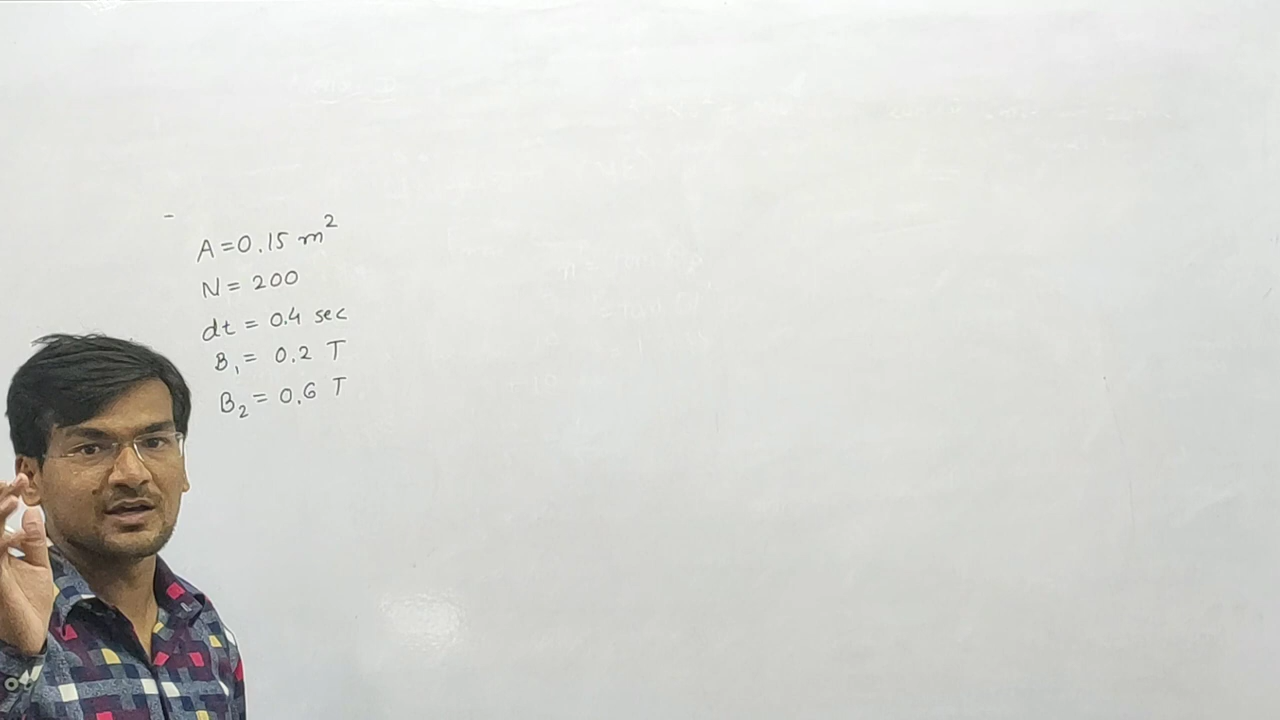 A = 0.15 m²
N = 200
dt = 0.4 sec
B₁ = 0.2 T
B₂ = 0.6 T